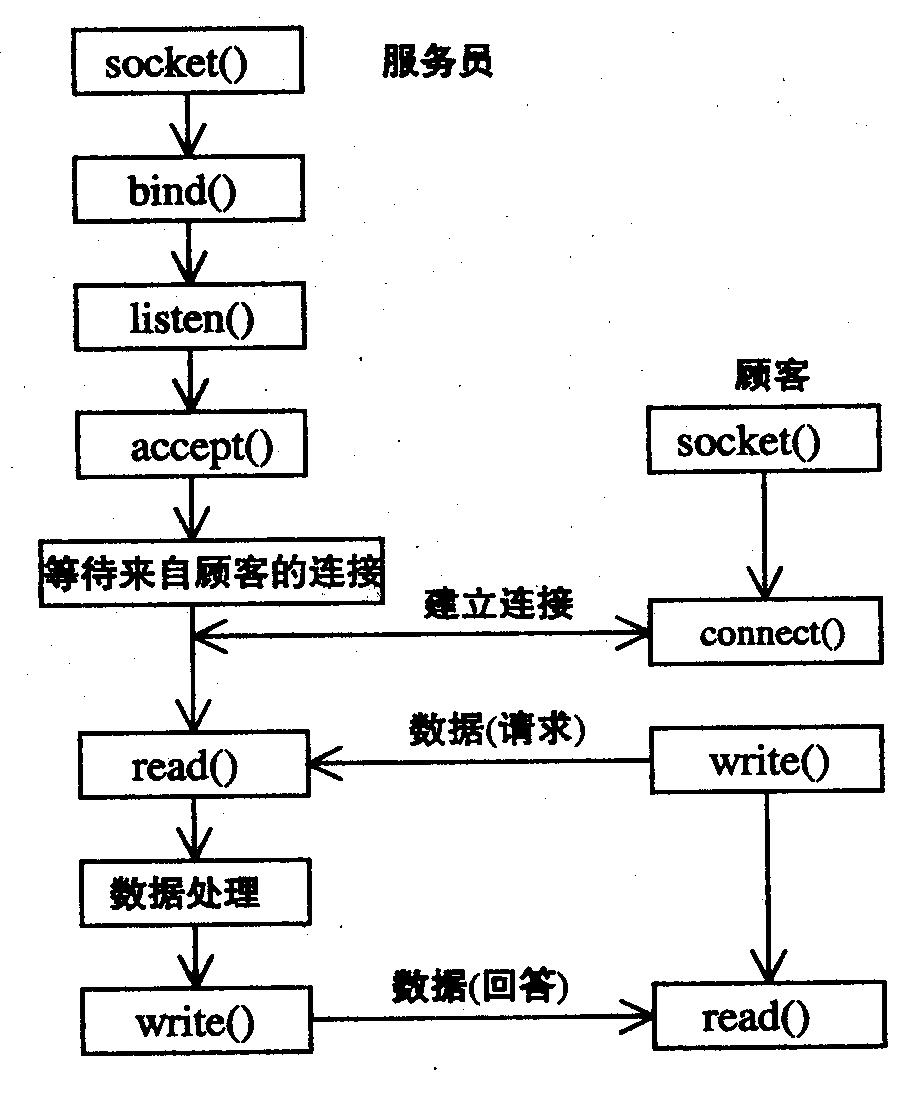 socket()
服务员
bind()
listen()
顾客
accept()
socket()
等待来自顾客的连接
建立连接
connect()
数据(请求)
read()
write()
数据处理
数据(回答)
write()
read()